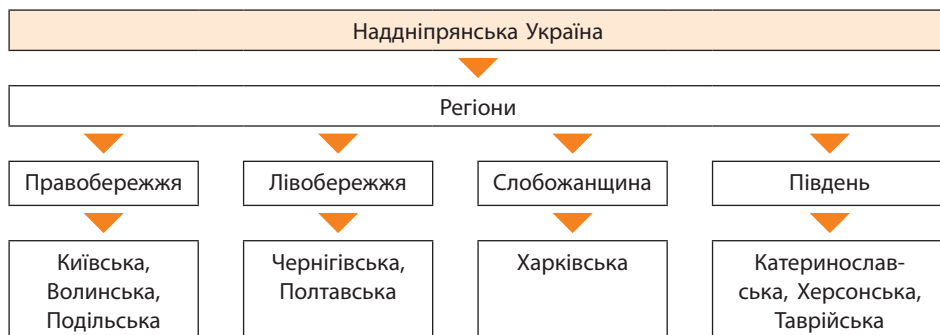 Наддніпрянська Україна
Регіони
Правобережжя
Лівобережжя
Слобожанщина
Південь
Київська,
Волинська,
Подільська
Чернігівська,
Полтавська
Харківська
Катеринослав-
ська, Херсонська,
Таврійська